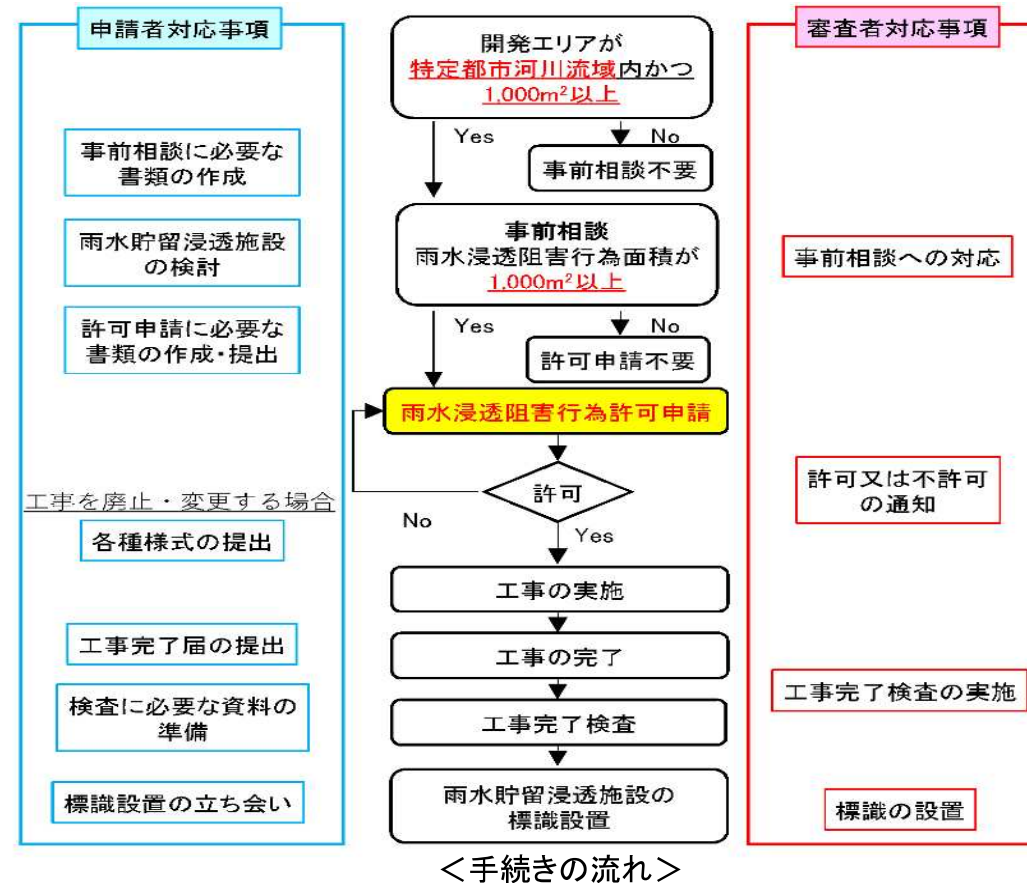 申請者対応事項
事前相談に必要な
書類の作成
雨水貯留浸透施設
の検討
許可申請に必要な
書類の作成・提出
工事を廃止・変更する場合
各種様式の提出
工事完了届の提出
検査に必要な資料の
準備
標識設置の立ち会い
開発エリアが
特定都市河川流域内かつ
1,000m²以上
Yes
No
事前相談不要
事前相談
雨水浸透阻害行為面積が
1,000m²以上
Yes
No
許可申請不要
雨水浸透阻害行為許可申請
許可
No
Yes
工事の実施
工事の完了
工事完了検査
雨水貯留浸透施設の
標識設置
審査者対応事項
事前相談への対応
許可又は不許可
の通知
工事完了検査の実施
標識の設置
＜手続きの流れ＞